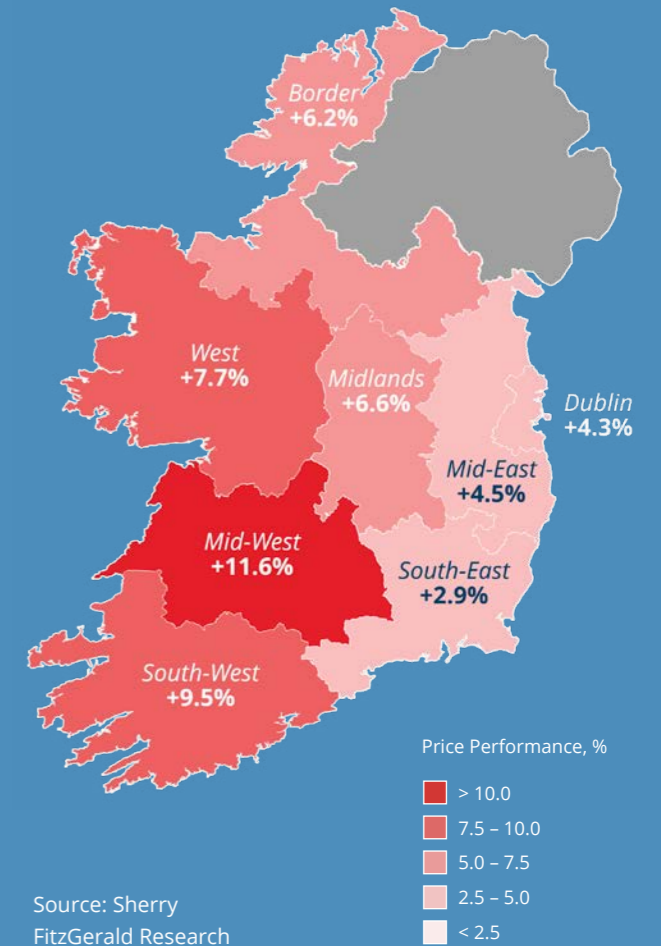 Border
+6.2%
West
+7.7%
Midlands
+6.6%
Dublin
+4.3%
Mid-East
+4.5%
Mid-West
+11.6%
South-East
+2.9%
South-West
+9.5%
Price Performance, %
> 10.0
7.5 – 10.0
5.0 – 7.5
2.5 – 5.0
< 2.5
Source: Sherry
FitzGerald Research